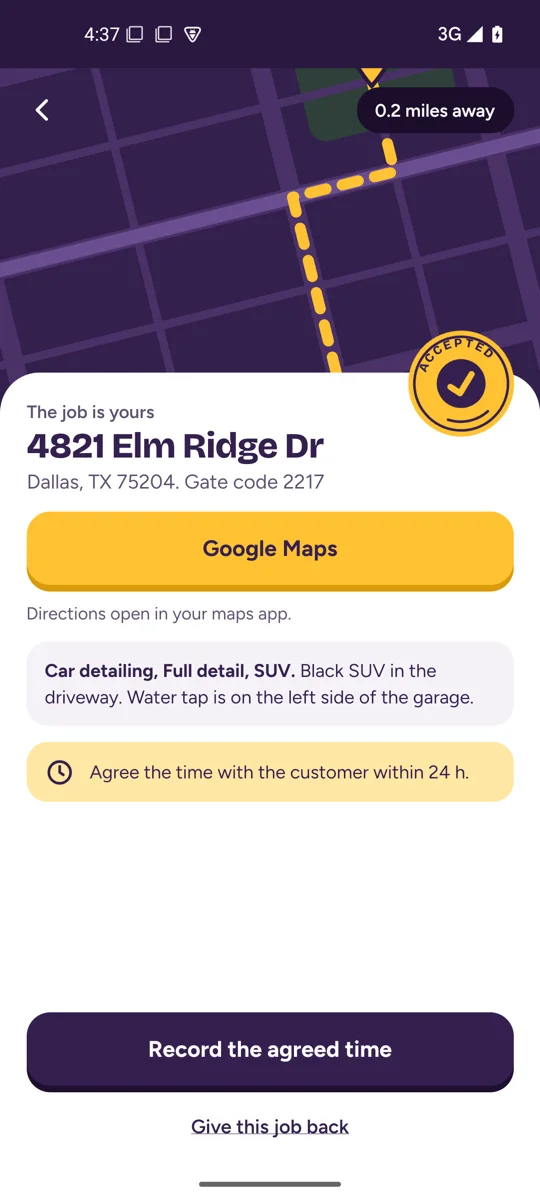 4:37
3G
0.2 miles away
ACCEPTED
The job is yours
4821 Elm Ridge Dr
Dallas, TX 75204. Gate code 2217
Google Maps
Directions open in your maps app.
Car detailing, Full detail, SUV. Black SUV in the
driveway. Water tap is on the left side of the garage.
Agree the time with the customer within 24 h.
Record the agreed time
Give this job back